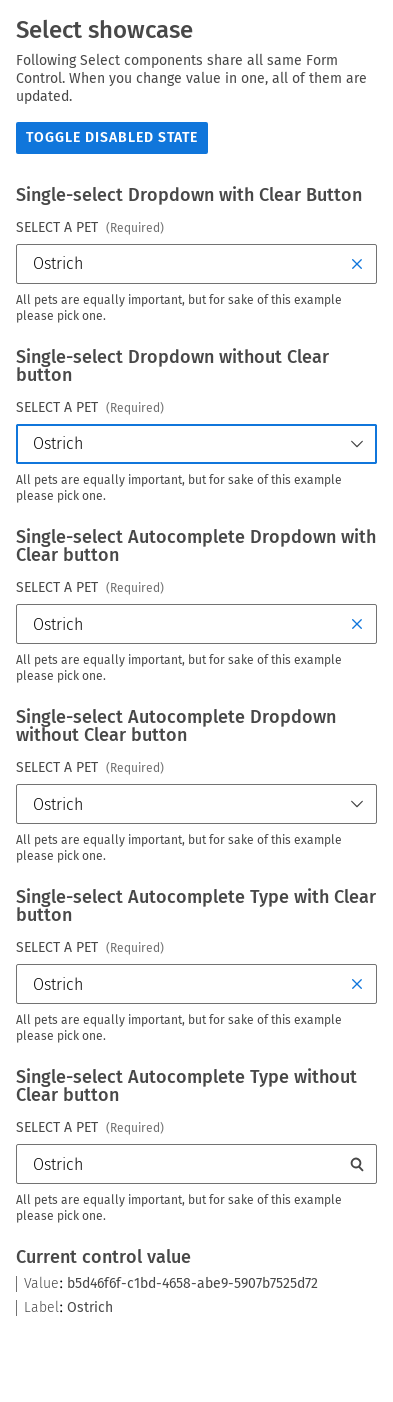 Select showcase
Following Select components share all same Form
Control. When you change value in one, all of them are
updated.
TOGGLE DISABLED STATE
Single-select Dropdown with Clear Button
SELECT A PET (Required)
Ostrich
All pets are equally important, but for sake of this example
please pick one.
Single-select Dropdown without Clear
button
SELECT A PET (Required)
Ostrich
All pets are equally important, but for sake of this example
please pick one.
Single-select Autocomplete Dropdown with
Clear button
SELECT A PET (Required)
Ostrich
All pets are equally important, but for sake of this example
please pick one.
Single-select Autocomplete Dropdown
without Clear button
SELECT A PET (Required)
Ostrich
All pets are equally important, but for sake of this example
please pick one.
Single-select Autocomplete Type with Clear
button
SELECT A PET (Required)
Ostrich
All pets are equally important, but for sake of this example
please pick one.
Single-select Autocomplete Type without
Clear button
SELECT A PET (Required)
Ostrich
All pets are equally important, but for sake of this example
please pick one.
Current control value
Value: b5d46f6f-c1bd-4658-abe9-5907b7525d72
Label: Ostrich